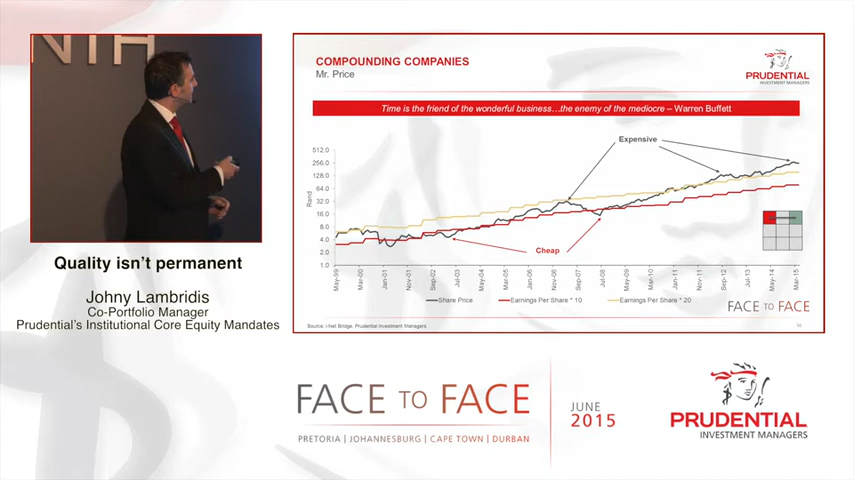 NTH
COMPOUNDING COMPANIES
Mr. Price
PRUDENTIAL
INVESTMENT MANAGERS
Time is the friend of the wonderful business…the enemy of the mediocre – Warren Buffett
Expensive
Cheap
Rand
512.0
256.0
128.0
64.0
32.0
16.0
8.0
4.0
2.0
1.0
May-99
Mar-00
Jan-01
Nov-01
Sep-02
Jul-03
May-04
Mar-05
Jan-06
Nov-06
Sep-07
Jul-08
May-09
Mar-10
Jan-11
Nov-11
Sep-12
Jul-13
May-14
Mar-15
Share Price
Earnings Per Share * 10
Earnings Per Share * 20
FACE TO FACE
Source: I-Net Bridge, Prudential Investment Managers
Quality isn't permanent
Johny Lambridis
Co-Portfolio Manager
Prudential's Institutional Core Equity Mandates
FACE TO FACE
PRETORIA | JOHANNESBURG | CAPE TOWN | DURBAN
JUNE
2015
PRUDENTIAL
INVESTMENT MANAGERS